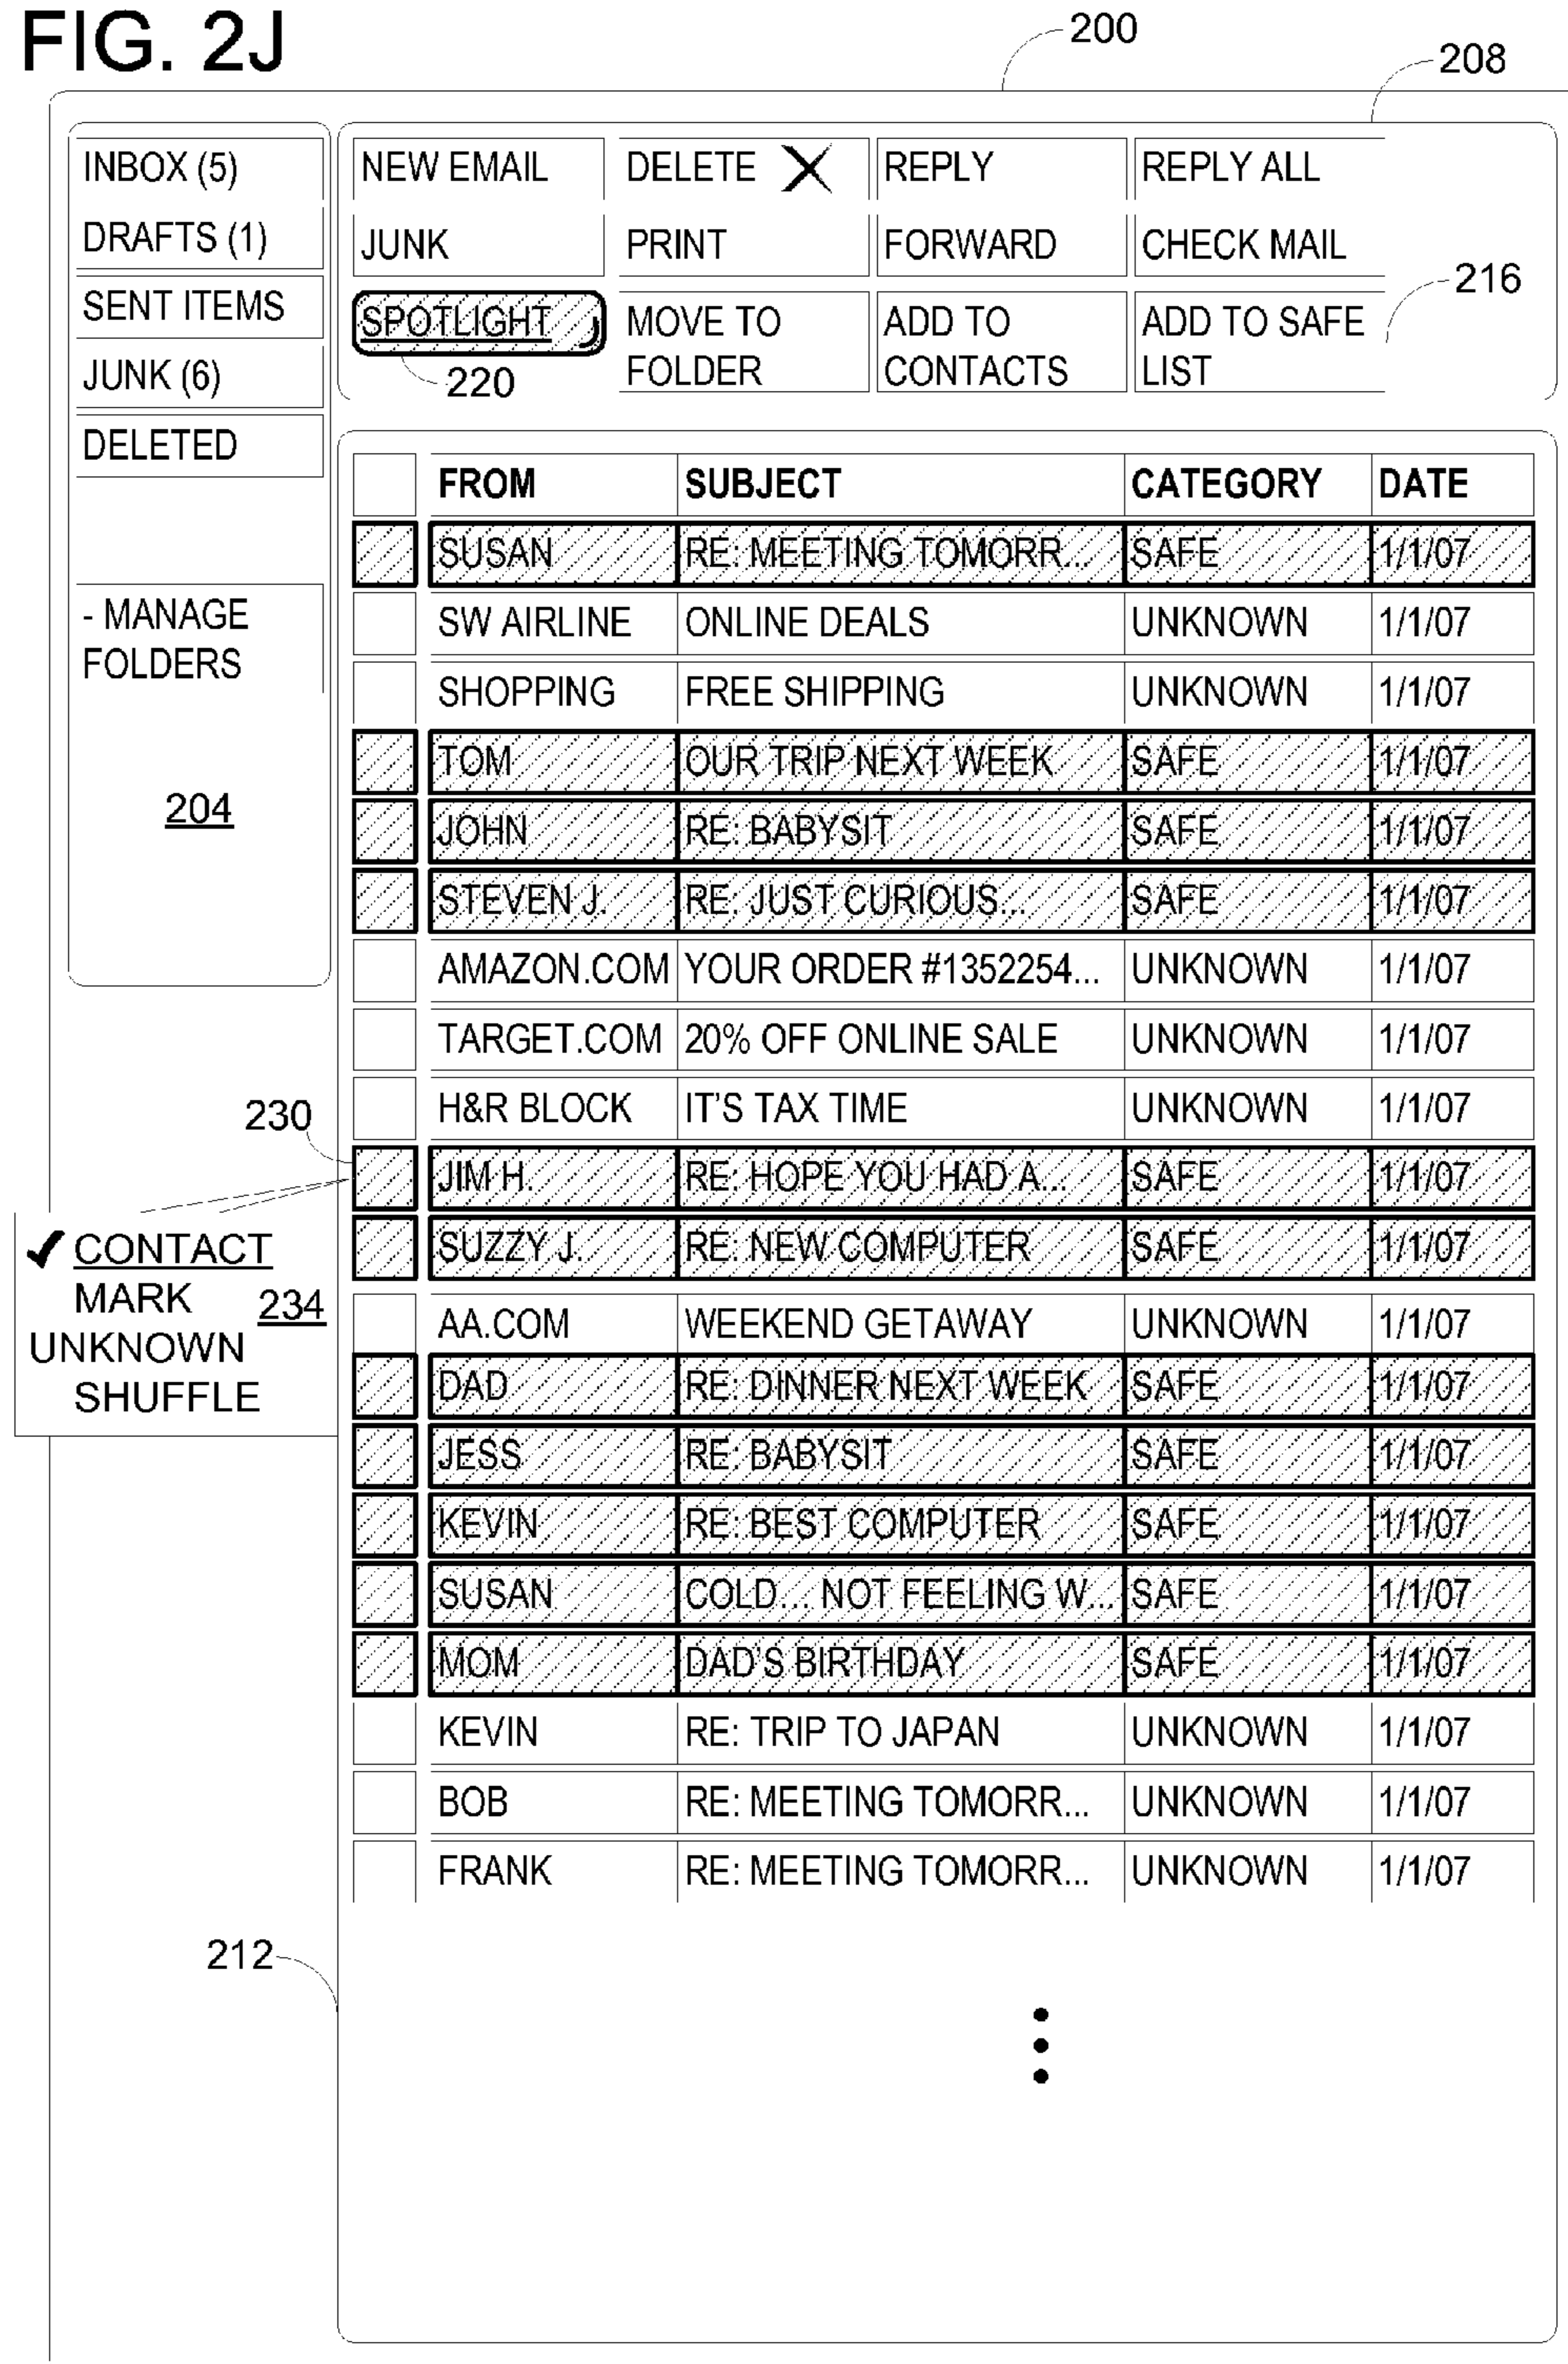 FIG. 2J
200
208
INBOX (5)
DRAFTS (1)
SENT ITEMS
JUNK (6)
DELETED
- MANAGE
FOLDERS
204
NEW EMAIL DELETE X REPLY REPLY ALL
JUNK PRINT FORWARD CHECK MAIL
216
SPOTLIGHT MOVE TO ADD TO ADD TO SAFE
FOLDER CONTACTS LIST
220
FROM SUBJECT CATEGORY DATE
SUSAN RE: MEETING TOMORR... SAFE 1/1/07
SW AIRLINE ONLINE DEALS UNKNOWN 1/1/07
SHOPPING FREE SHIPPING UNKNOWN 1/1/07
TOM OUR TRIP NEXT WEEK SAFE 1/1/07
JOHN RE: BABYSIT SAFE 1/1/07
STEVEN J. RE: JUST CURIOUS... SAFE 1/1/07
AMAZON.COM YOUR ORDER #1352254... UNKNOWN 1/1/07
TARGET.COM 20% OFF ONLINE SALE UNKNOWN 1/1/07
H&R BLOCK IT'S TAX TIME UNKNOWN 1/1/07
230
JIM H. RE: HOPE YOU HAD A... SAFE 1/1/07
SUZZY J. RE: NEW COMPUTER SAFE 1/1/07
AA.COM WEEKEND GETAWAY UNKNOWN 1/1/07
DAD RE: DINNER NEXT WEEK SAFE 1/1/07
JESS RE: BABYSIT SAFE 1/1/07
KEVIN RE: BEST COMPUTER SAFE 1/1/07
SUSAN COLD... NOT FEELING W... SAFE 1/1/07
MOM DAD'S BIRTHDAY SAFE 1/1/07
KEVIN RE: TRIP TO JAPAN UNKNOWN 1/1/07
BOB RE: MEETING TOMORR... UNKNOWN 1/1/07
FRANK RE: MEETING TOMORR... UNKNOWN 1/1/07
✓ CONTACT
MARK
234
UNKNOWN
SHUFFLE
212